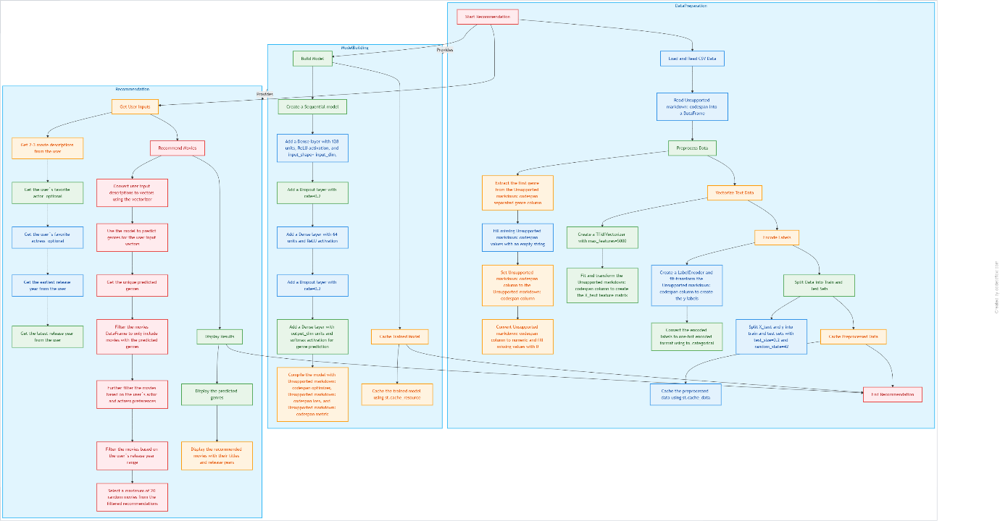 DataPreparation
Start Recommendation
Provides
Load and Read CSV Data
Read Unsupported
markdown: codespan into
a DataFrame
Preprocess Data
Extract the first genre
from the Unsupported
markdown: codespan
separated genre column
Fill missing Unsupported
markdown: codespan
values with an empty string
Set Unsupported
markdown: codespan
column to the
Unsupported markdown:
codespan column
Convert Unsupported
markdown: codespan
column to numeric and fill
missing values with 0
Vectorize Text Data
Create a TfidfVectorizer
with max_features=5000
Fit and transform the
Unsupported markdown:
codespan column to create
the X_text feature matrix
Encode Labels
Create a LabelEncoder and
fit-transform the
Unsupported markdown:
codespan column to create
the y labels
Convert the encoded
labels to one-hot encoded
format using to_categorical
Split Data into Train and
Test Sets
Split X_text and y into
train and test sets with
test_size=0.2 and
random_state=42
Cache Preprocessed Data
Cache the preprocessed
data using st.cache_data
End Recommendation
ModelBuilding
Build Model
Create a Sequential model
Add a Dense layer with 128
units, ReLU activation, and
input_shape= input_dim,
Add a Dropout layer with
rate=0.2
Add a Dense layer with 64
units and ReLU activation
Add a Dropout layer with
rate=0.2
Add a Dense layer with
output_dim units and
softmax activation for
genre prediction
Compile the model with
Unsupported markdown:
codespan optimizer,
Unsupported markdown:
codespan loss, and
Unsupported markdown:
codespan metric
Cache Trained Model
Cache the trained model
using st.cache_resource
Provides
Recommendation
Get User Inputs
Get 2-3 movie descriptions
from the user
Get the user`s favorite
actor optional
Get the user`s favorite
actress optional
Get the earliest release
year from the user
Get the latest release year
from the user
Recommend Movies
Convert user input
descriptions to vectors
using the vectorizer
Use the model to predict
genres for the user input
vectors
Get the unique predicted
genres
Filter the movies
DataFrame to only include
movies with the predicted
genres
Further filter the movies
based on the user`s actor
and actress preferences
Filter the movies based on
the user`s release year
range
Select a maximum of 20
random movies from the
filtered recommendations
Display Results
Display the predicted
genres
Display the recommended
movies with their titles
and release years